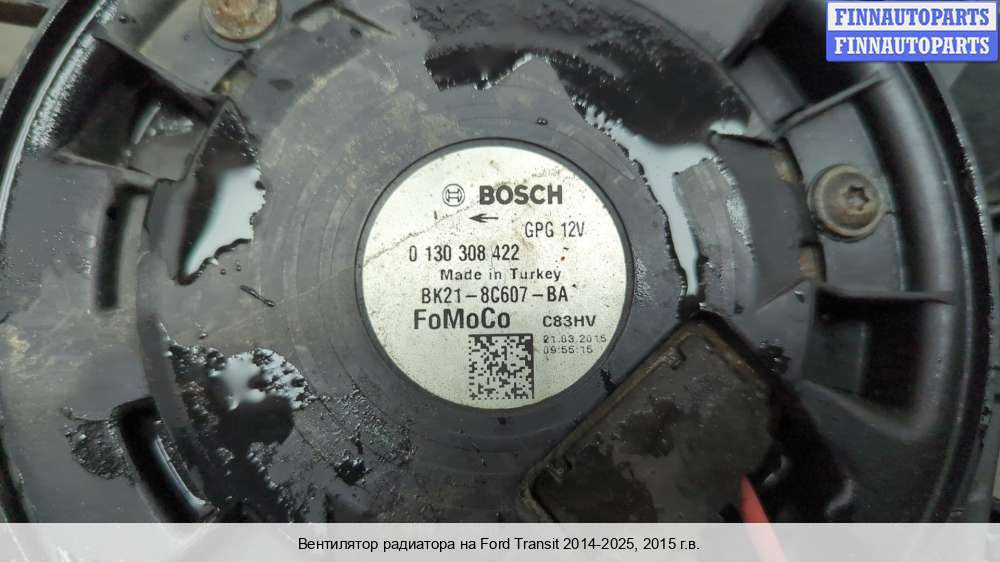 FINNAUTOPARTS
FINNAUTOPARTS
BOSCH
GPG 12V
0 130 308 422
Made in Turkey
BK21-8C607-BA
FoMoCo C83HV
21.03.2015
09:55:15
Вентилятор радиатора на Ford Transit 2014-2025, 2015 г.в.